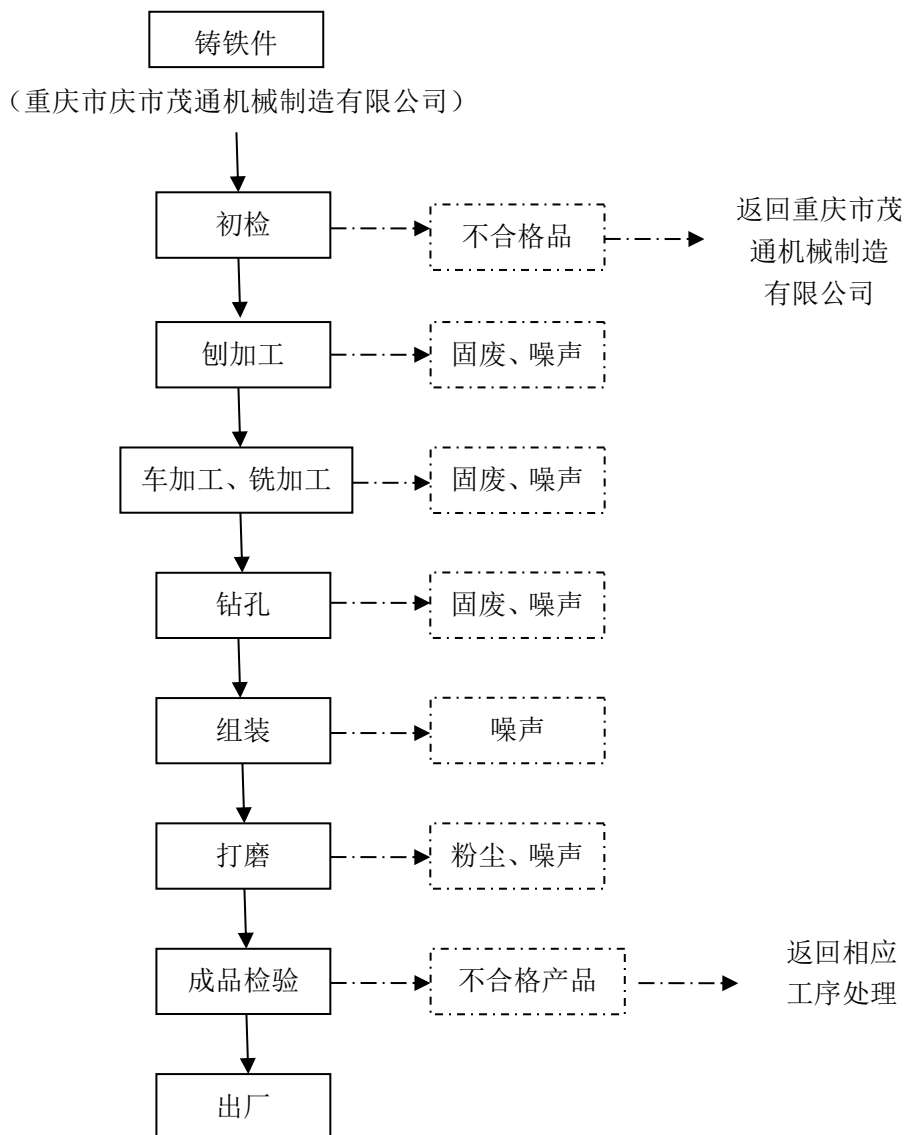 铸铁件
（重庆市庆市茂通机械制造有限公司）
初检
不合格品
返回重庆市茂
通机械制造
有限公司
刨加工
固废、噪声
车加工、铣加工
固废、噪声
钻孔
固废、噪声
组装
噪声
打磨
粉尘、噪声
成品检验
不合格产品
返回相应
工序处理
出厂